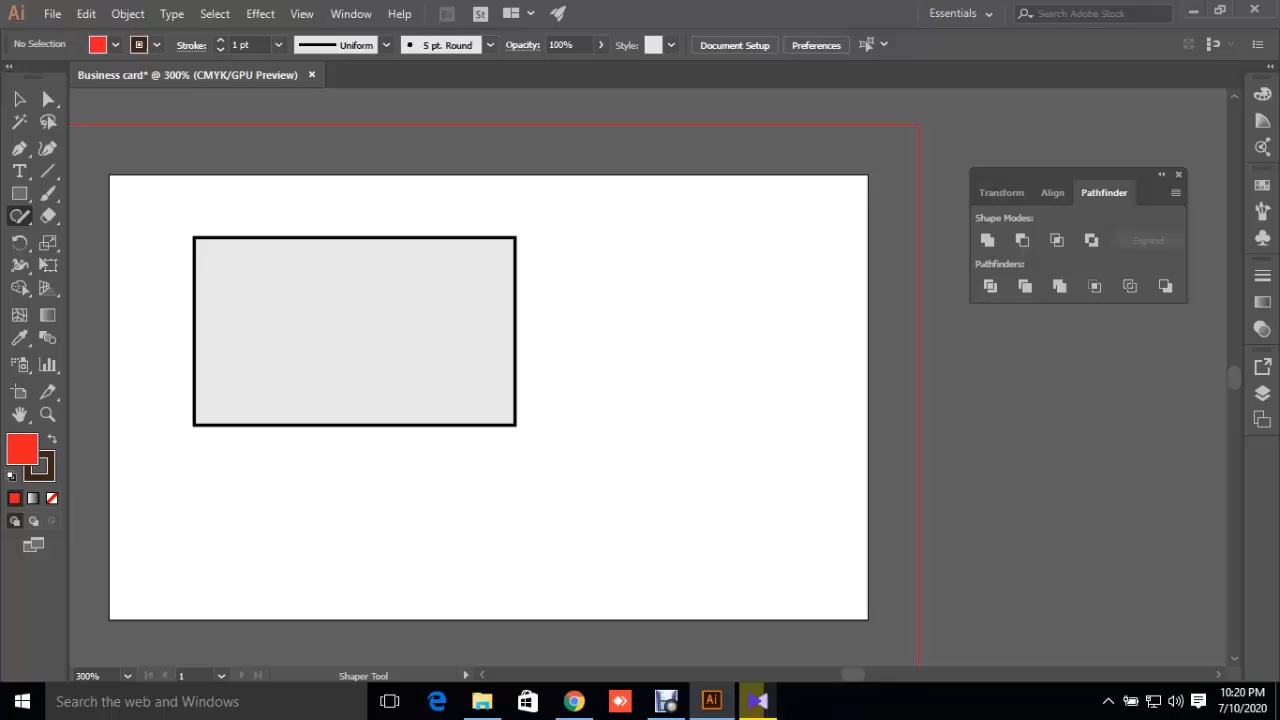 Ai File Edit Object Type Select Effect View Window Help Br St Essentials Search Adobe Stock
No Selection Stroke: 1 pt Uniform 5 pt. Round Opacity: 100% Style: Document Setup Preferences
Business card* @ 300% (CMYK/GPU Preview)
Transform Align Pathfinder
Shape Modes:
Expand
Pathfinders:
300% 1 Shaper Tool
Search the web and Windows
Ai
10:20 PM
7/10/2020